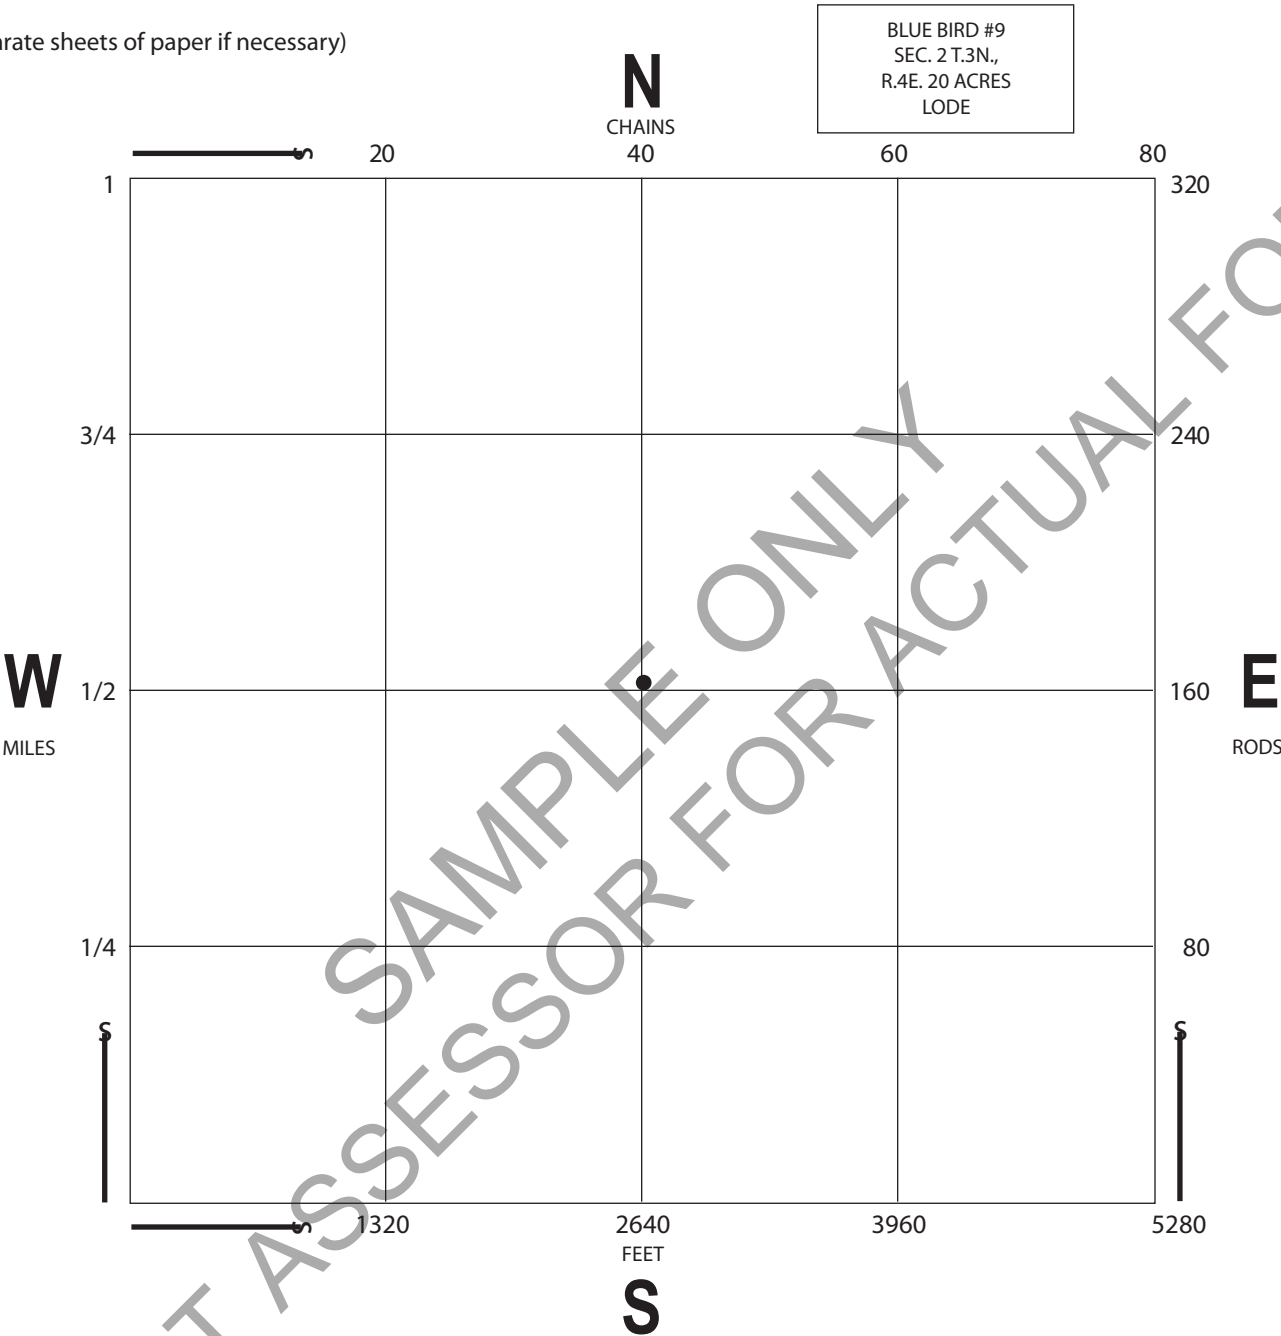 arate sheets of paper if necessary)
BLUE BIRD #9
SEC. 2 T.3N.,
R.4E. 20 ACRES
LODE
N
CHAINS
S 20 40 60 80
1 320
3/4 240
W 1/2 160 E
MILES RODS
1/4 80
S S
S 1320 2640 3960 5280
FEET
S
SAMPLE ONLY
T ASSESSOR FOR ACTUAL FO